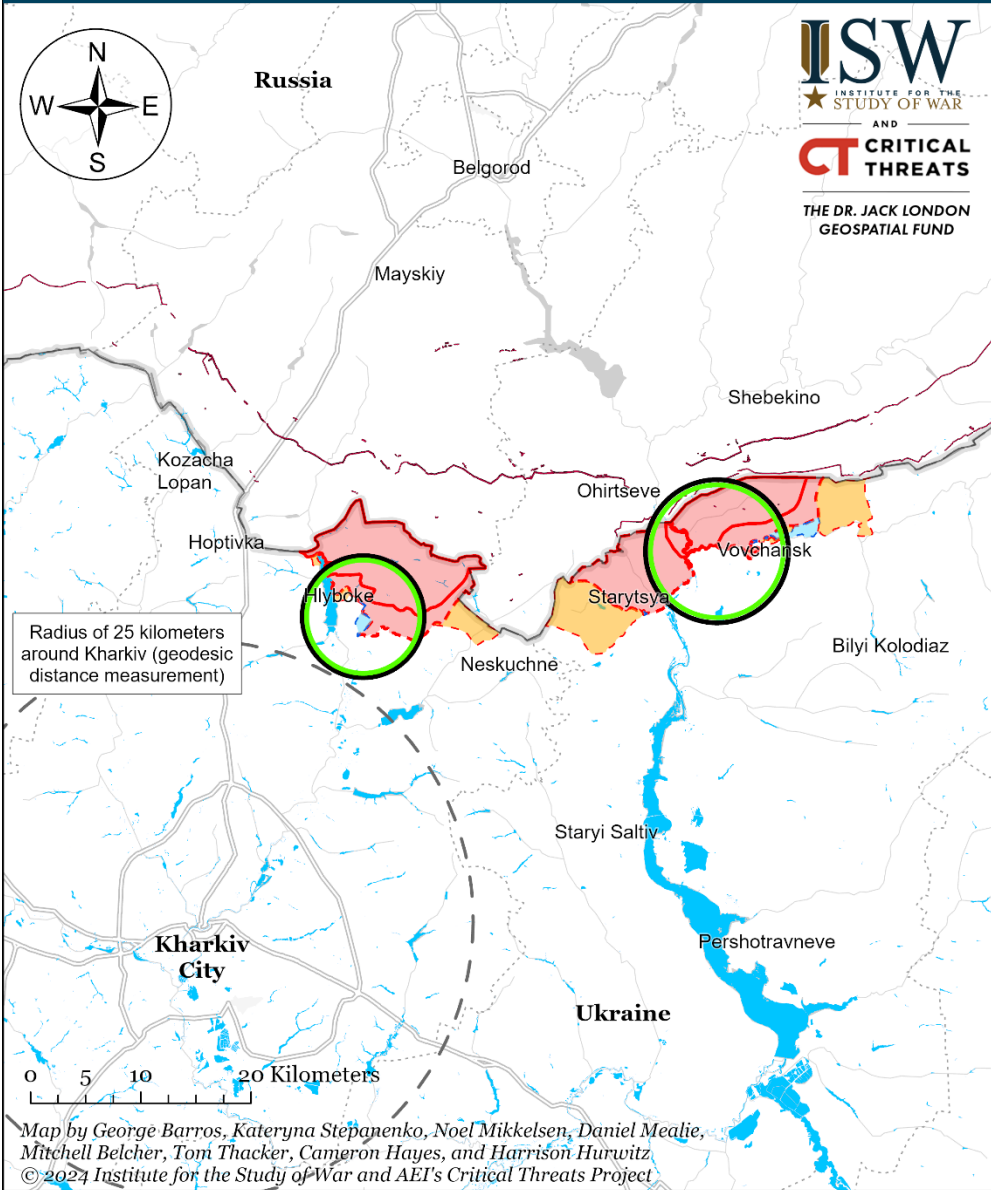 N
W
E
S
Russia
ISW
INSTITUTE FOR THE
STUDY OF WAR
AND
CT CRITICAL
THREATS
THE DR. JACK LONDON
GEOSPATIAL FUND
Belgorod
Mayskiy
Shebekino
Kozacha
Lopan
Ohirtseve
Hoptivka
Vovchansk
Hlyboke
Starytsya
Radius of 25 kilometers
around Kharkiv (geodesic
distance measurement)
Neskuchne
Bilyi Kolodiaz
Staryi Saltiv
Kharkiv
City
Pershotravneve
Ukraine
0 5 10 20 Kilometers
Map by George Barros, Kateryna Stepanenko, Noel Mikkelsen, Daniel Mealie,
Mitchell Belcher, Tom Thacker, Cameron Hayes, and Harrison Hurwitz
© 2024 Institute for the Study of War and AEI's Critical Threats Project